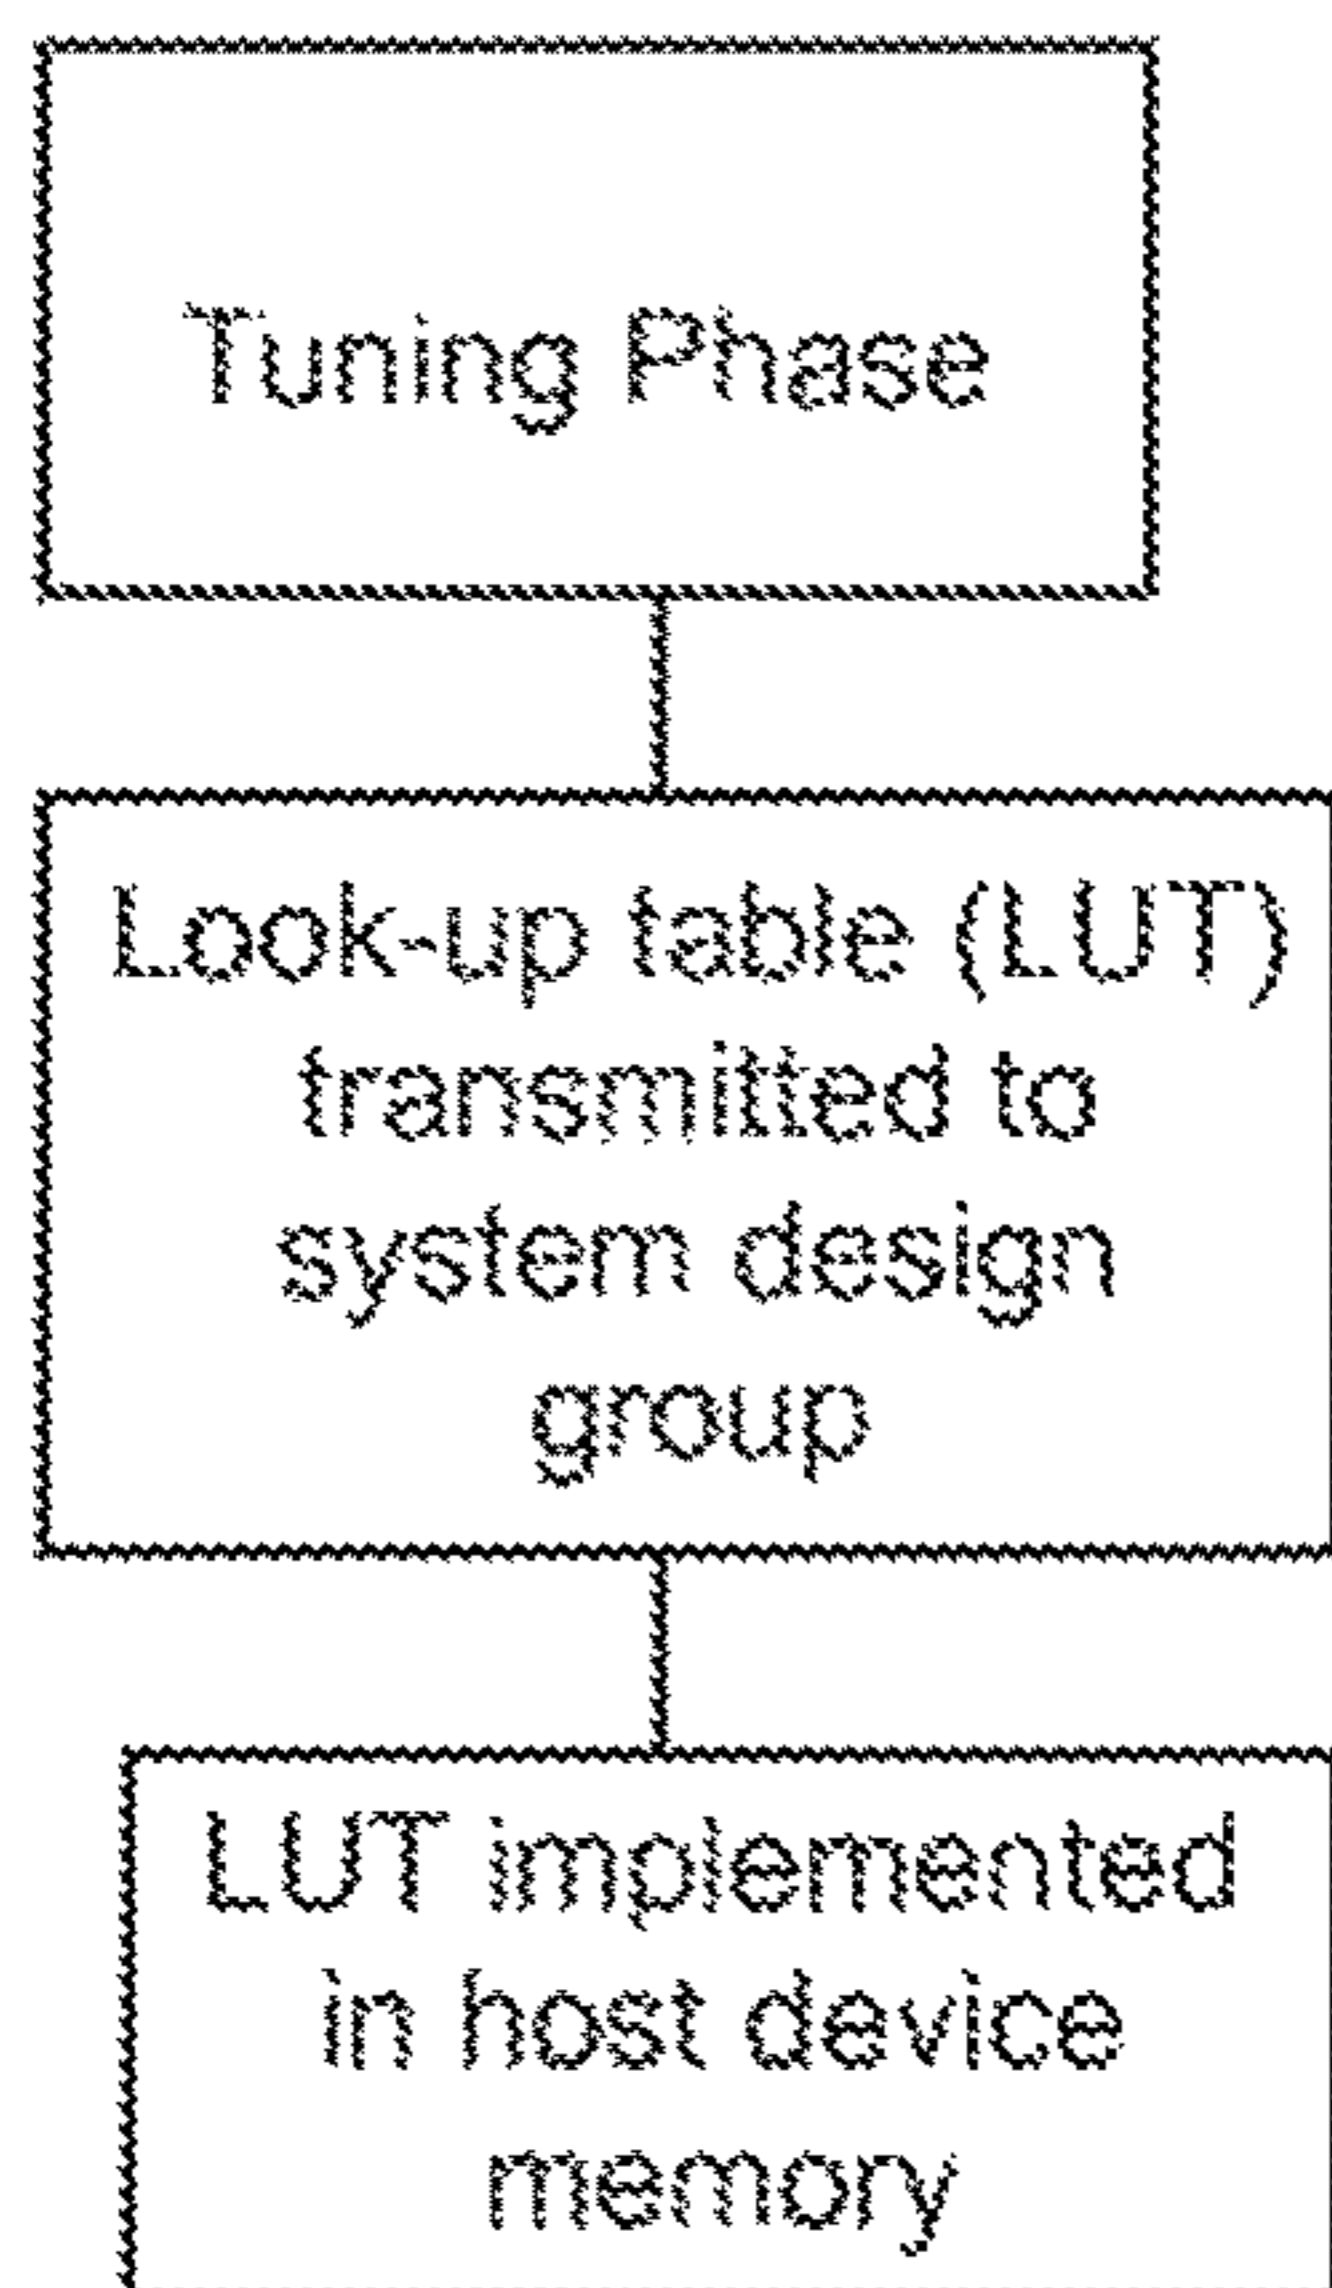 Tuning Phase
Look-up table (LUT)
transmitted to
system design
group
LUT implemented
in host device
memory